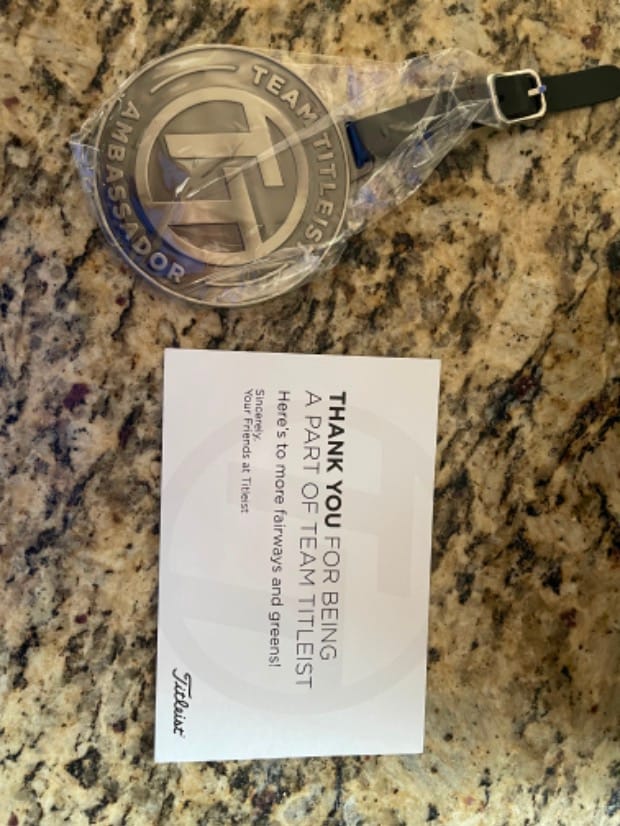 TEAM TITLEIST
AMBASSADOR
THANK YOU FOR BEING
A PART OF TEAM TITLEIST
Here's to more fairways and greens!
Sincerely,
Your Friends at Titleist
Titleist